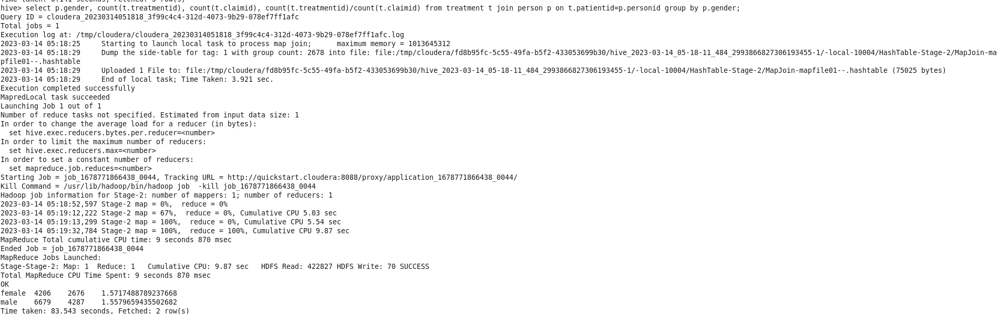 Time taken: 0.141 seconds, Fetched: 5 row(s)
hive> select p.gender, count(t.treatmentid), count(t.claimid), count(t.treatmentid)/count(t.claimid) from treatment t join person p on t.patientid=p.personid group by p.gender;
Query ID = cloudera_20230314051818_3f99c4c4-312d-4073-9b29-078ef7ff1afc
Total jobs = 1
Execution log at: /tmp/cloudera/cloudera_20230314051818_3f99c4c4-312d-4073-9b29-078ef7ff1afc.log
2023-03-14 05:18:25     Starting to launch local task to process map join;      maximum memory = 1013645312
2023-03-14 05:18:29     Dump the side-table for tag: 1 with group count: 2678 into file: file:/tmp/cloudera/fd8b95fc-5c55-49fa-b5f2-433053699b30/hive_2023-03-14_05-18-11_484_2993866827306193455-1/-local-10004/HashTable-Stage-2/MapJoin-ma
pfile01--.hashtable
2023-03-14 05:18:29     Uploaded 1 File to: file:/tmp/cloudera/fd8b95fc-5c55-49fa-b5f2-433053699b30/hive_2023-03-14_05-18-11_484_2993866827306193455-1/-local-10004/HashTable-Stage-2/MapJoin-mapfile01--.hashtable (75025 bytes)
2023-03-14 05:18:29     End of local task; Time Taken: 3.921 sec.
Execution completed successfully
MapredLocal task succeeded
Launching Job 1 out of 1
Number of reduce tasks not specified. Estimated from input data size: 1
In order to change the average load for a reducer (in bytes):
  set hive.exec.reducers.bytes.per.reducer=<number>
In order to limit the maximum number of reducers:
  set hive.exec.reducers.max=<number>
In order to set a constant number of reducers:
  set mapreduce.job.reduces=<number>
Starting Job = job_1678771866438_0044, Tracking URL = http://quickstart.cloudera:8088/proxy/application_1678771866438_0044/
Kill Command = /usr/lib/hadoop/bin/hadoop job  -kill job_1678771866438_0044
Hadoop job information for Stage-2: number of mappers: 1; number of reducers: 1
2023-03-14 05:18:52,597 Stage-2 map = 0%,  reduce = 0%
2023-03-14 05:19:12,222 Stage-2 map = 67%,  reduce = 0%, Cumulative CPU 5.03 sec
2023-03-14 05:19:13,299 Stage-2 map = 100%,  reduce = 0%, Cumulative CPU 5.54 sec
2023-03-14 05:19:32,784 Stage-2 map = 100%,  reduce = 100%, Cumulative CPU 9.87 sec
MapReduce Total cumulative CPU time: 9 seconds 870 msec
Ended Job = job_1678771866438_0044
MapReduce Jobs Launched:
Stage-Stage-2: Map: 1  Reduce: 1   Cumulative CPU: 9.87 sec   HDFS Read: 422827 HDFS Write: 70 SUCCESS
Total MapReduce CPU Time Spent: 9 seconds 870 msec
OK
female  4206    2676    1.5717488789237668
male    6679    4287    1.5579659435502682
Time taken: 83.543 seconds, Fetched: 2 row(s)